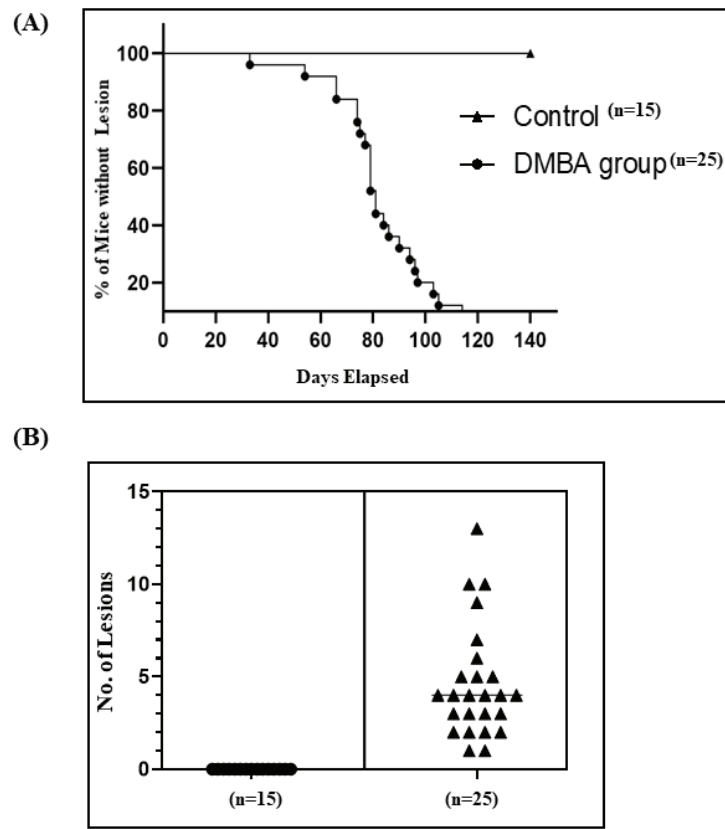 (A)
% of Mice without Lesion
100
80
60
40
20
Control (n=15)
DMBA group (n=25)
0 20 40 60 80 100 120 140
Days Elapsed
(B)
No. of Lesions
15
10
5
0
(n=15) (n=25)